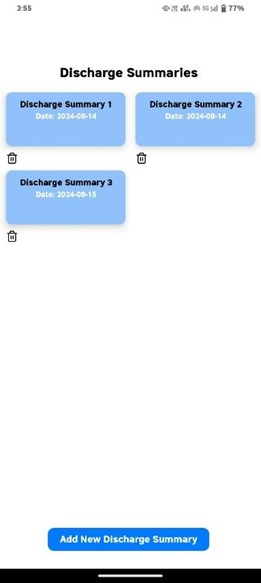 3:55
5G 77%
Discharge Summaries
Discharge Summary 1
Date: 2024-08-14
Discharge Summary 2
Date: 2024-08-14
Discharge Summary 3
Date: 2024-08-15
Add New Discharge Summary